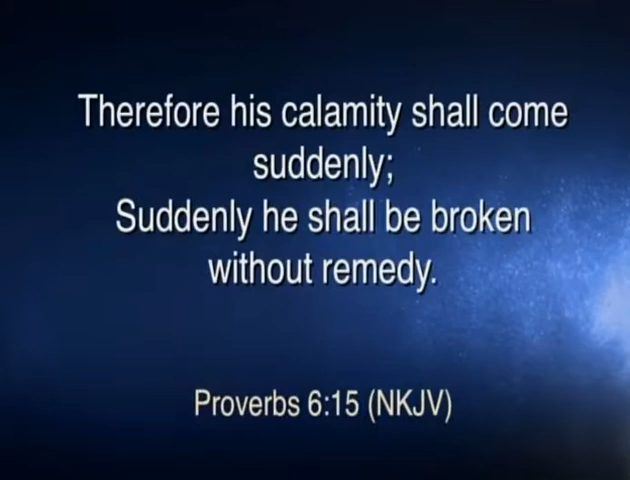 Therefore his calamity shall come
suddenly;
Suddenly he shall be broken
without remedy.
Proverbs 6:15 (NKJV)